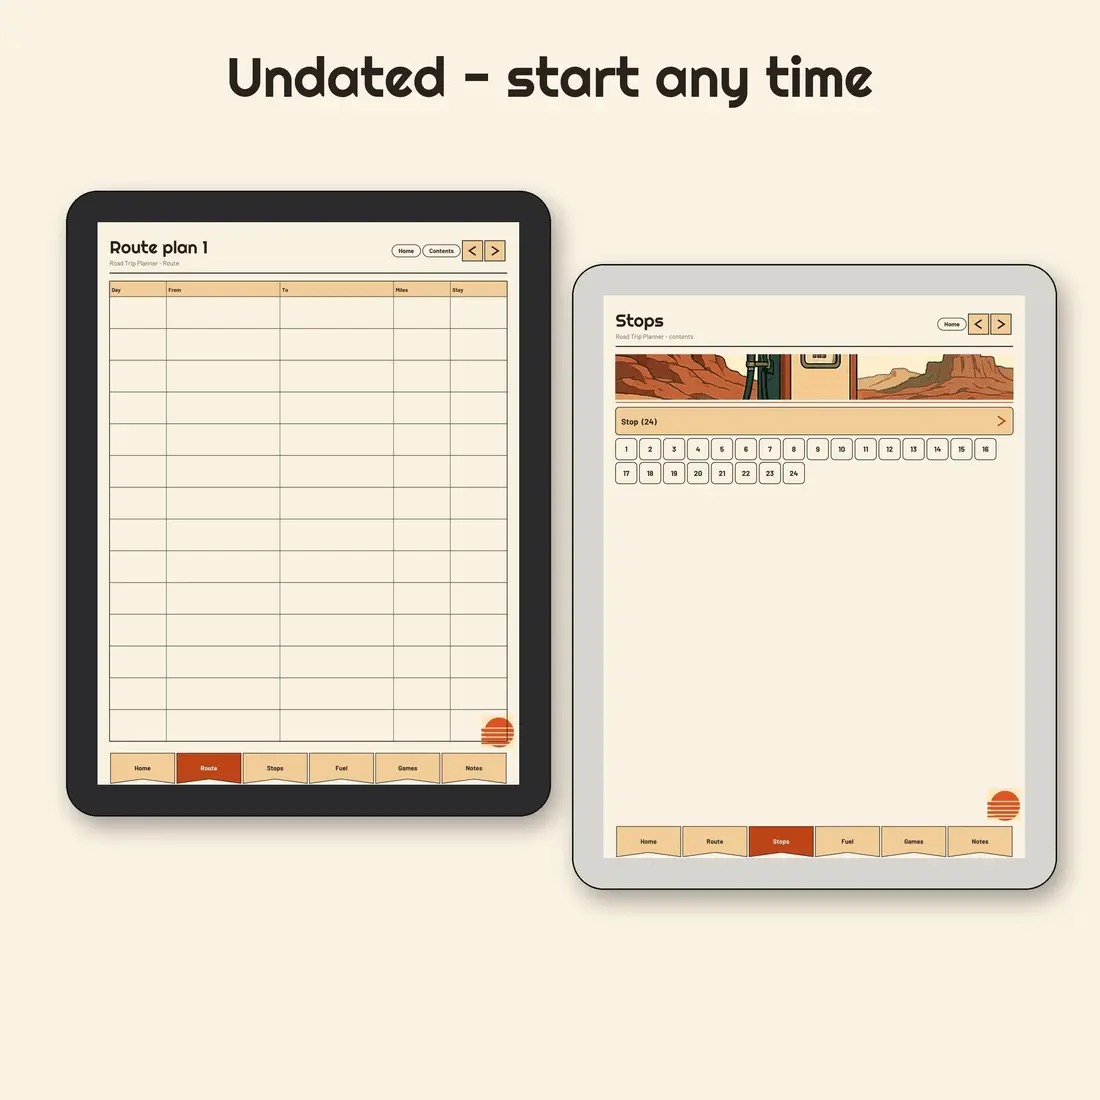 Undated - start any time
Route plan 1
Home Contents < >
Road Trip Planner - Route
Day From To Miles Stay
Home Route Stops Fuel Games Notes
Stops
Home < >
Road Trip Planner - contents
Stop (24) >
1 2 3 4 5 6 7 8 9 10 11 12 13 14 15 16
17 18 19 20 21 22 23 24
Home Route Stops Fuel Games Notes